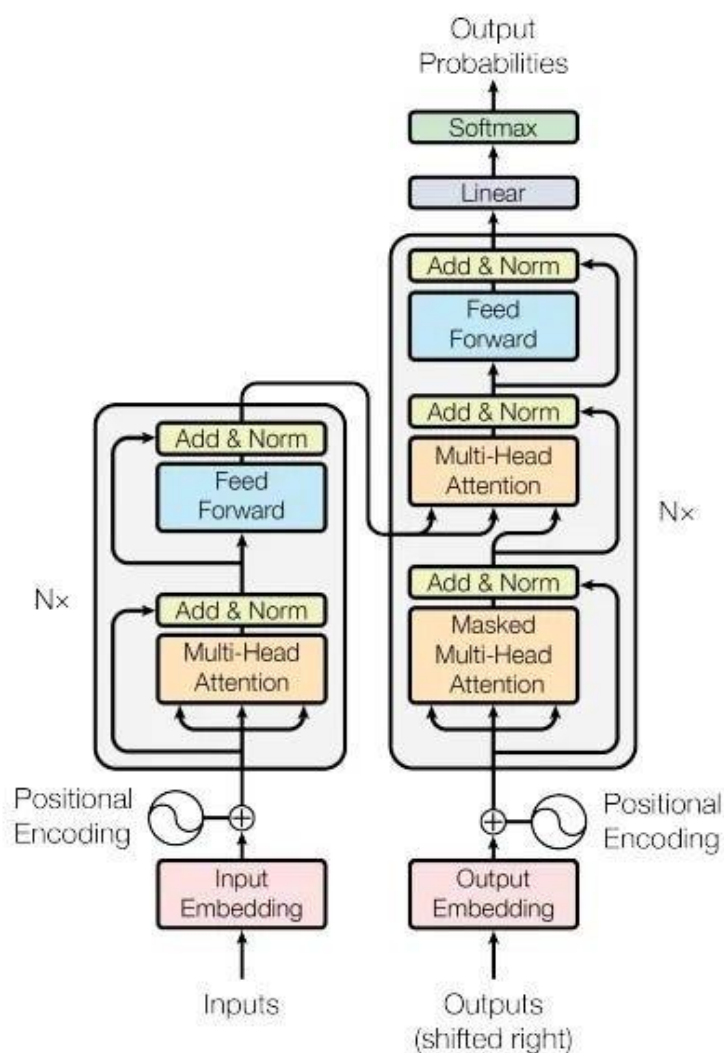 Output
Probabilities
Softmax
Linear
Add & Norm
Feed
Forward
Add & Norm
Multi-Head
Attention
Add & Norm
Masked
Multi-Head
Attention
Nx
Add & Norm
Feed
Forward
Add & Norm
Multi-Head
Attention
Nx
Positional
Encoding
Positional
Encoding
Input
Embedding
Output
Embedding
Inputs
Outputs
(shifted right)